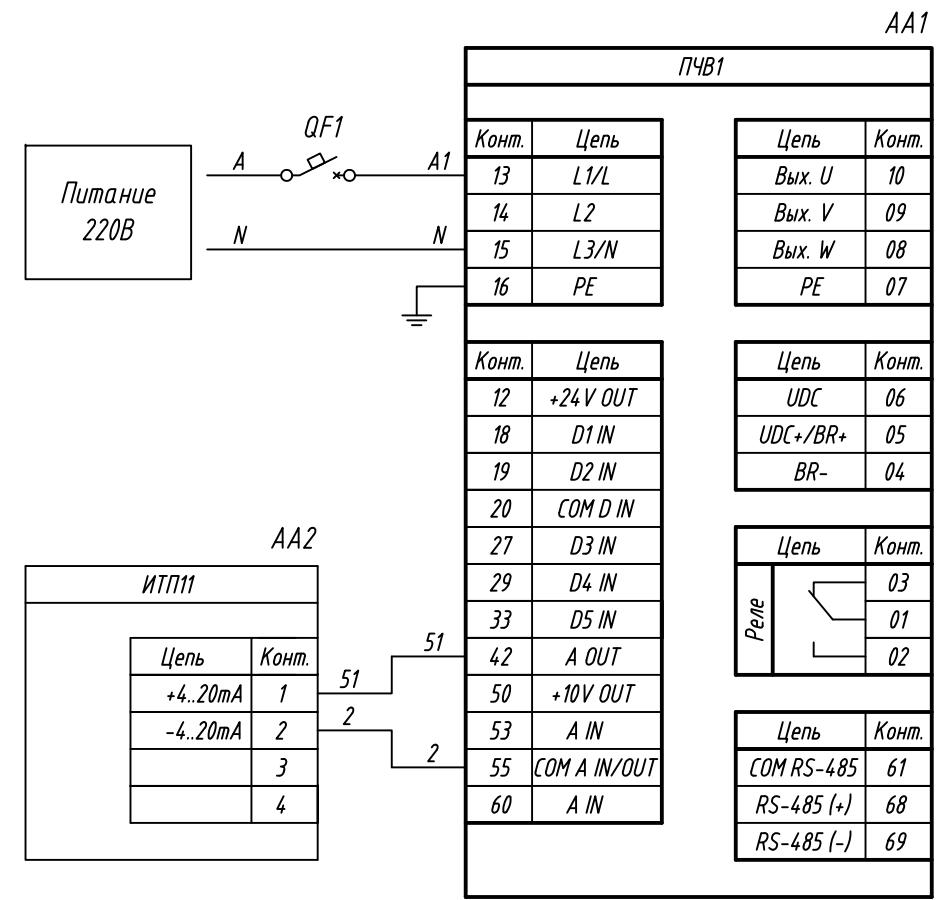 AA1
ПЧВ1
QF1
Питание
220В
A
A1
N
N
Конт. Цепь
13 L1/L
14 L2
15 L3/N
16 PE
Цепь Конт.
Вых. U 10
Вых. V 09
Вых. W 08
PE 07
Конт. Цепь
12 +24V OUT
18 D1 IN
19 D2 IN
20 COM D IN
27 D3 IN
29 D4 IN
33 D5 IN
42 A OUT
50 +10V OUT
53 A IN
55 COM A IN/OUT
60 A IN
Цепь Конт.
UDC 06
UDC+/BR+ 05
BR- 04
Цепь Конт.
Реле
03
01
02
Цепь Конт.
COM RS-485 61
RS-485 (+) 68
RS-485 (-) 69
AA2
ИТП11
Цепь Конт.
+4..20mA 1
-4..20mA 2
3
4
51
51
2
2